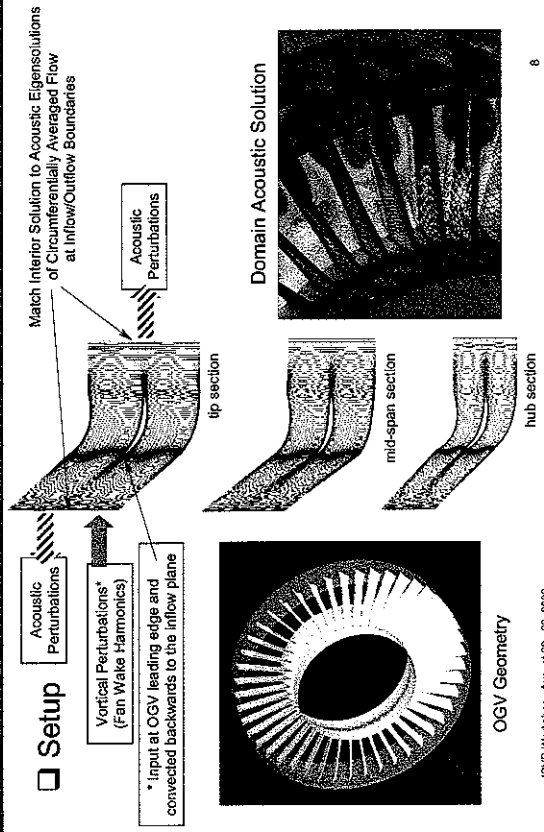 ❑ Setup
Acoustic
Perturbations
Vortical Perturbations*
(Fan Wake Harmonics)
* Input at OGV leading edge and
convected backwards to the inflow plane
Match Interior Solution to Acoustic Eigensolutions
of Circumferentially Averaged Flow
at Inflow/Outflow Boundaries
Acoustic
Perturbations
tip section
mid-span section
hub section
OGV Geometry
Domain Acoustic Solution
8